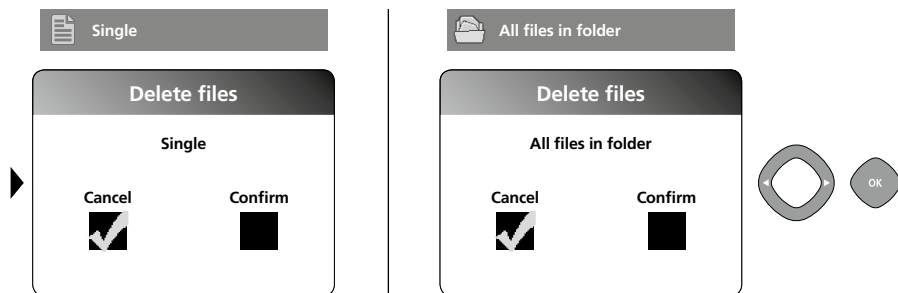 Single
Delete files
Single
Cancel Confirm
All files in folder
Delete files
All files in folder
Cancel Confirm
OK